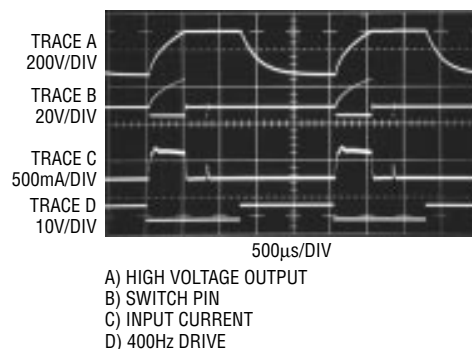 TRACE A
200V/DIV
TRACE B
20V/DIV
TRACE C
500mA/DIV
TRACE D
10V/DIV
500µs/DIV
A) HIGH VOLTAGE OUTPUT
B) SWITCH PIN
C) INPUT CURRENT
D) 400Hz DRIVE